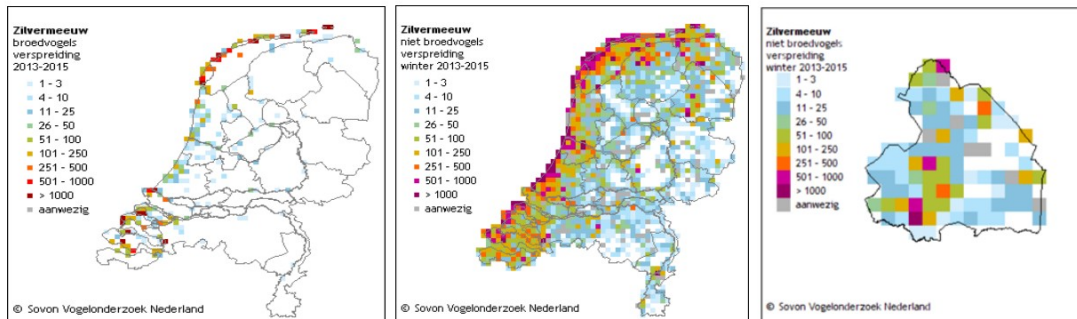 Zilvermeeuw
broedvogels
verspreiding
2013-2015
1 - 3
4 - 10
11 - 25
26 - 50
51 - 100
101 - 250
251 - 500
501 - 1000
> 1000
aanwezig
© Sovon Vogelonderzoek Nederland
Zilvermeeuw
niet broedvogels
verspreiding
winter 2013-2015
1 - 3
4 - 10
11 - 25
26 - 50
51 - 100
101 - 250
251 - 500
501 - 1000
> 1000
aanwezig
© Sovon Vogelonderzoek Nederland
Zilvermeeuw
niet broedvogels
verspreiding
winter 2013-2015
1 - 3
4 - 10
11 - 25
26 - 50
51 - 100
101 - 250
251 - 500
501 - 1000
> 1000
aanwezig
© Sovon Vogelonderzoek Nederland